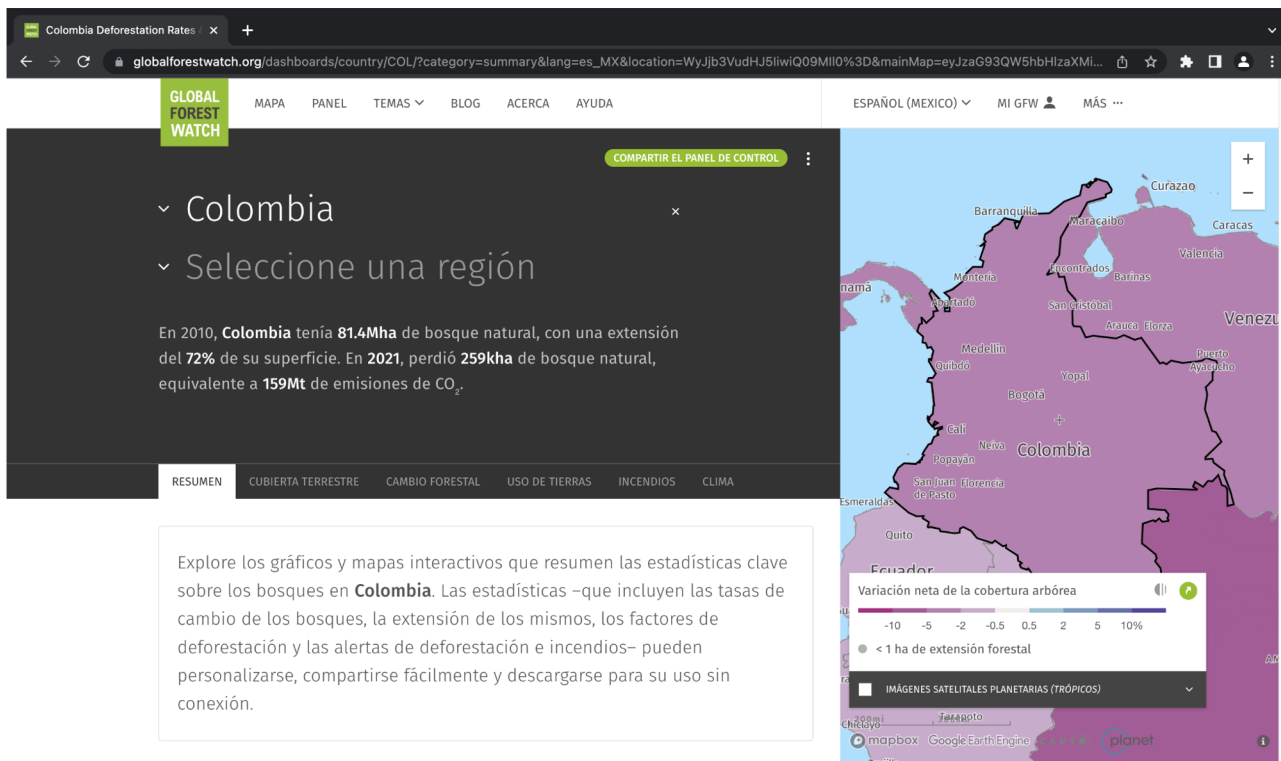 Colombia Deforestation Rates &
globalforestwatch.org/dashboards/country/COL/?category=summary&lang=es_MX&location=WyJjb3VudHJ5IiwiQ09MIl0%3D&mainMap=eyJzaG93QW5hbHlzaXMi...
GLOBAL
FOREST
WATCH
MAPA PANEL TEMAS BLOG ACERCA AYUDA
ESPAÑOL (MEXICO) MI GFW MÁS ...
COMPARTIR EL PANEL DE CONTROL
Colombia
Seleccione una región
En 2010, Colombia tenía 81.4Mha de bosque natural, con una extensión
del 72% de su superficie. En 2021, perdió 259kha de bosque natural,
equivalente a 159Mt de emisiones de CO₂.
RESUMEN CUBIERTA TERRESTRE CAMBIO FORESTAL USO DE TIERRAS INCENDIOS CLIMA
Explore los gráficos y mapas interactivos que resumen las estadísticas clave
sobre los bosques en Colombia. Las estadísticas –que incluyen las tasas de
cambio de los bosques, la extensión de los mismos, los factores de
deforestación y las alertas de deforestación e incendios– pueden
personalizarse, compartirse fácilmente y descargarse para su uso sin
conexión.
+
−
Curazao
Barranquilla
Maracaibo
Caracas
Valencia
Encontrados
Barinas
Montería
namá
Apartadó
San Cristóbal
Arauca Elorza
Venezu
Medellín
Puerto
Ayacucho
Quibdó
Yopal
Bogotá
Cali
Neiva
Colombia
Popayán
San Juan
de Pasto
Florencia
Esmeraldas
Quito
Ecuador
Variación neta de la cobertura arbórea
-10 -5 -2 -0.5 0.5 2 5 10%
< 1 ha de extensión forestal
IMÁGENES SATELITALES PLANETARIAS (TRÓPICOS)
Tarapoto
Chiclayo
200mi
mapbox Google Earth Engine CARTO planet